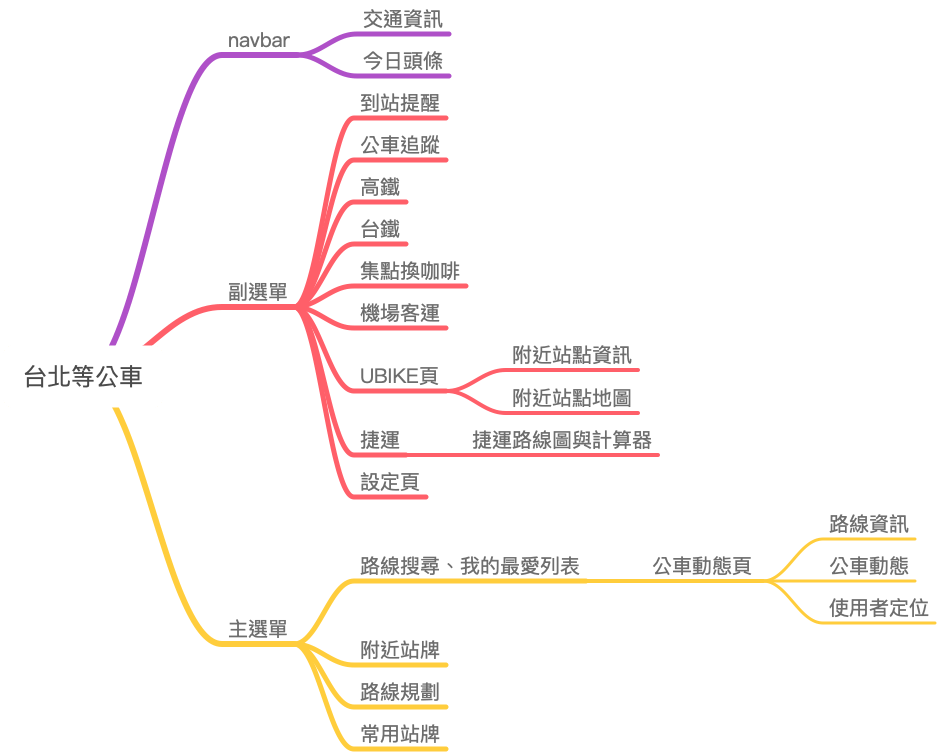 台北等公車
navbar
交通資訊
今日頭條
副選單
到站提醒
公車追蹤
高鐵
台鐵
集點換咖啡
機場客運
UBIKE頁
附近站點資訊
附近站點地圖
捷運
捷運路線圖與計算器
設定頁
主選單
路線搜尋、我的最愛列表
公車動態頁
路線資訊
公車動態
使用者定位
附近站牌
路線規劃
常用站牌